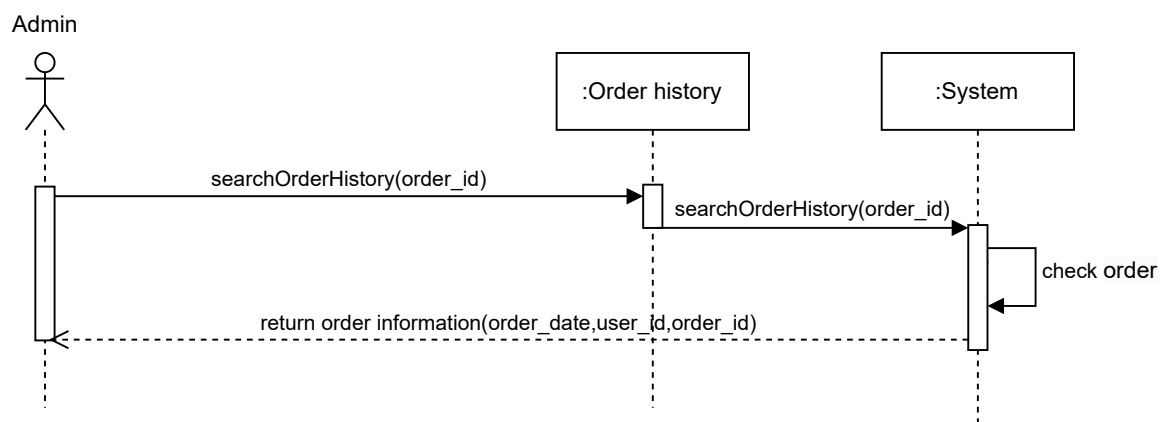 Admin
:Order history
:System
searchOrderHistory(order_id)
searchOrderHistory(order_id)
check order
return order information(order_date,user_id,order_id)